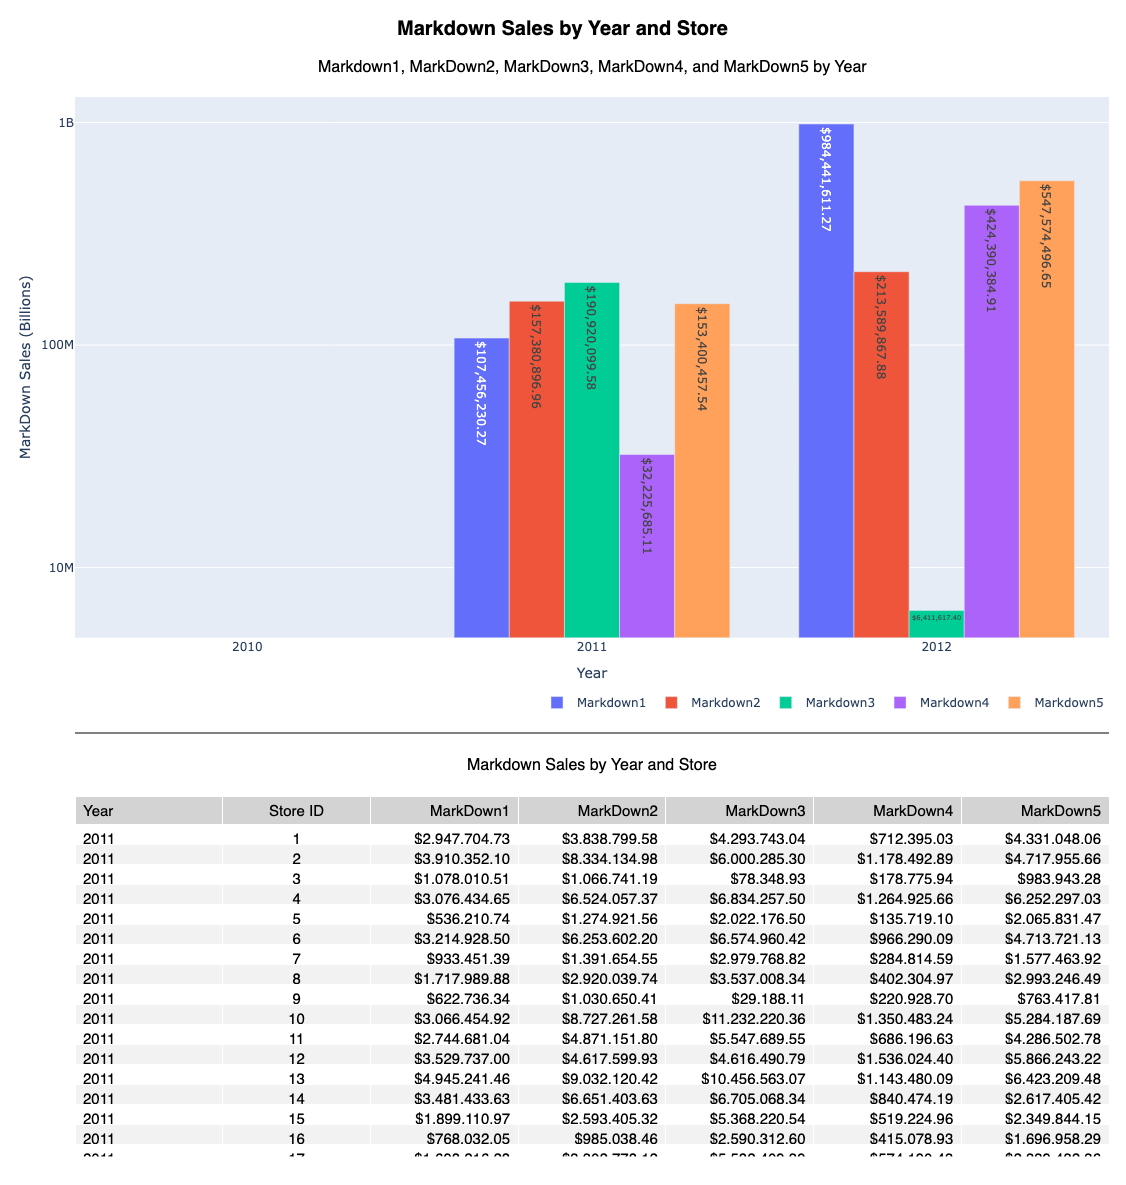 Markdown Sales by Year and Store
Markdown1, MarkDown2, MarkDown3, MarkDown4, and MarkDown5 by Year
MarkDown Sales (Billions)
1B
100M
10M
$107,456,230.27
$157,380,896.96
$190,920,099.58
$32,225,685.11
$153,400,457.54
$984,441,611.27
$213,589,867.88
$6,411,617.40
$424,390,384.91
$547,574,496.65
2010 2011 2012
Year
Markdown1 Markdown2 Markdown3 Markdown4 Markdown5
Markdown Sales by Year and Store
Year Store ID MarkDown1 MarkDown2 MarkDown3 MarkDown4 MarkDown5
2011 1 $2.947.704.73 $3.838.799.58 $4.293.743.04 $712.395.03 $4.331.048.06
2011 2 $3.910.352.10 $8.334.134.98 $6.000.285.30 $1.178.492.89 $4.717.955.66
2011 3 $1.078.010.51 $1.066.741.19 $78.348.93 $178.775.94 $983.943.28
2011 4 $3.076.434.65 $6.524.057.37 $6.834.257.50 $1.264.925.66 $6.252.297.03
2011 5 $536.210.74 $1.274.921.56 $2.022.176.50 $135.719.10 $2.065.831.47
2011 6 $3.214.928.50 $6.253.602.20 $6.574.960.42 $966.290.09 $4.713.721.13
2011 7 $933.451.39 $1.391.654.55 $2.979.768.82 $284.814.59 $1.577.463.92
2011 8 $1.717.989.88 $2.920.039.74 $3.537.008.34 $402.304.97 $2.993.246.49
2011 9 $622.736.34 $1.030.650.41 $29.188.11 $220.928.70 $763.417.81
2011 10 $3.066.454.92 $8.727.261.58 $11.232.220.36 $1.350.483.24 $5.284.187.69
2011 11 $2.744.681.04 $4.871.151.80 $5.547.689.55 $686.196.63 $4.286.502.78
2011 12 $3.529.737.00 $4.617.599.93 $4.616.490.79 $1.536.024.40 $5.866.243.22
2011 13 $4.945.241.46 $9.032.120.42 $10.456.563.07 $1.143.480.09 $6.423.209.48
2011 14 $3.481.433.63 $6.651.403.63 $6.705.068.34 $840.474.19 $2.617.405.42
2011 15 $1.899.110.97 $2.593.405.32 $5.368.220.54 $519.224.96 $2.349.844.15
2011 16 $768.032.05 $985.038.46 $2.590.312.60 $415.078.93 $1.696.958.29
2011 17